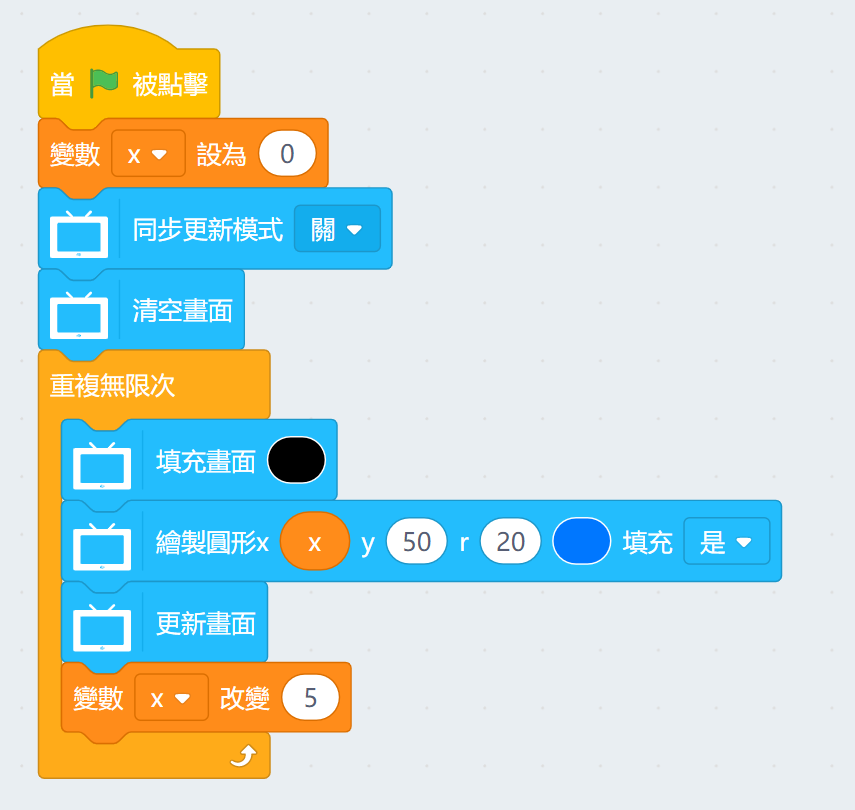 當 被點擊
變數 x 設為 0
同步更新模式 關
清空畫面
重複無限次
填充畫面
繪製圓形x x y 50 r 20 填充 是
更新畫面
變數 x 改變 5